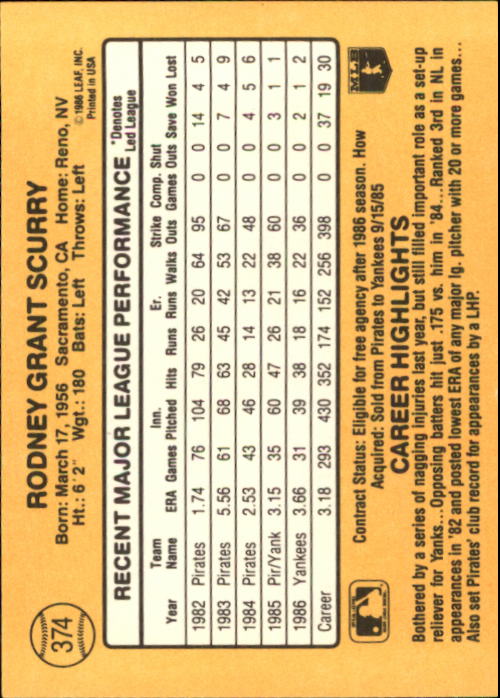 374
RODNEY GRANT SCURRY
Born: March 17, 1956 Sacramento, CA Home: Reno, NV
Ht.: 6'2" Wgt.: 180 Bats: Left Throws: Left
©1986 LEAF, INC.
Printed in USA
RECENT MAJOR LEAGUE PERFORMANCE *Denotes Led League
Year Team Name ERA Games Inn. Pitched Hits Runs Er. Runs Walks Strike Outs Comp. Games Shut Outs Save Won Lost
1982 Pirates 1.74 76 104 79 26 20 64 95 0 0 14 4 5
1983 Pirates 5.56 61 68 63 45 42 53 67 0 0 7 4 9
1984 Pirates 2.53 43 46 28 14 13 22 48 0 0 4 5 6
1985 Pir/Yank 3.15 35 60 47 26 21 38 60 0 0 3 1 1
1986 Yankees 3.66 31 39 38 18 16 22 36 0 0 2 1 2
Career 3.18 293 430 352 174 152 256 398 0 0 37 19 30
Contract Status: Eligible for free agency after 1986 season. How
Acquired: Sold from Pirates to Yankees 9/15/85
MLB
CAREER HIGHLIGHTS
Bothered by a series of nagging injuries last year, but still filled important role as a set-up
reliever for Yanks...Opposing batters hit just .175 vs. him in '84...Ranked 3rd in NL in
appearances in '82 and posted lowest ERA of any major lg. pitcher with 20 or more games...
Also set Pirates' club record for appearances by a LHP.